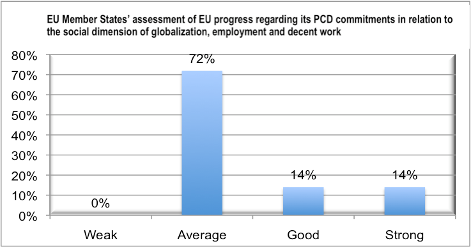 EU Member States' assessment of EU progress regarding its PCD commitments in relation to
the social dimension of globalization, employment and decent work
80%
70%
60%
50%
40%
30%
20%
10%
0%
0%
72%
14%
14%
Weak
Average
Good
Strong